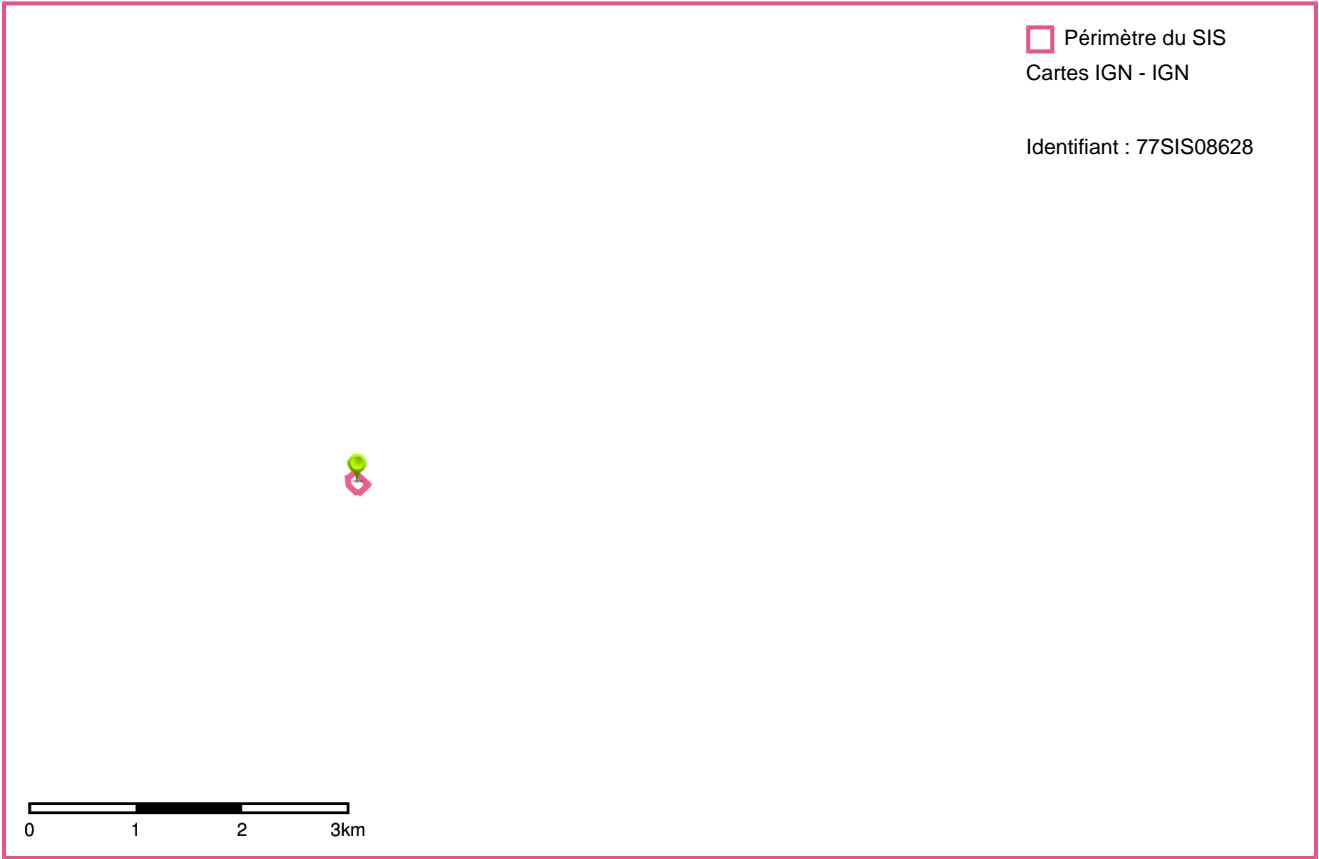 Périmètre du SIS
Cartes IGN - IGN
Identifiant : 77SIS08628
0 1 2 3km